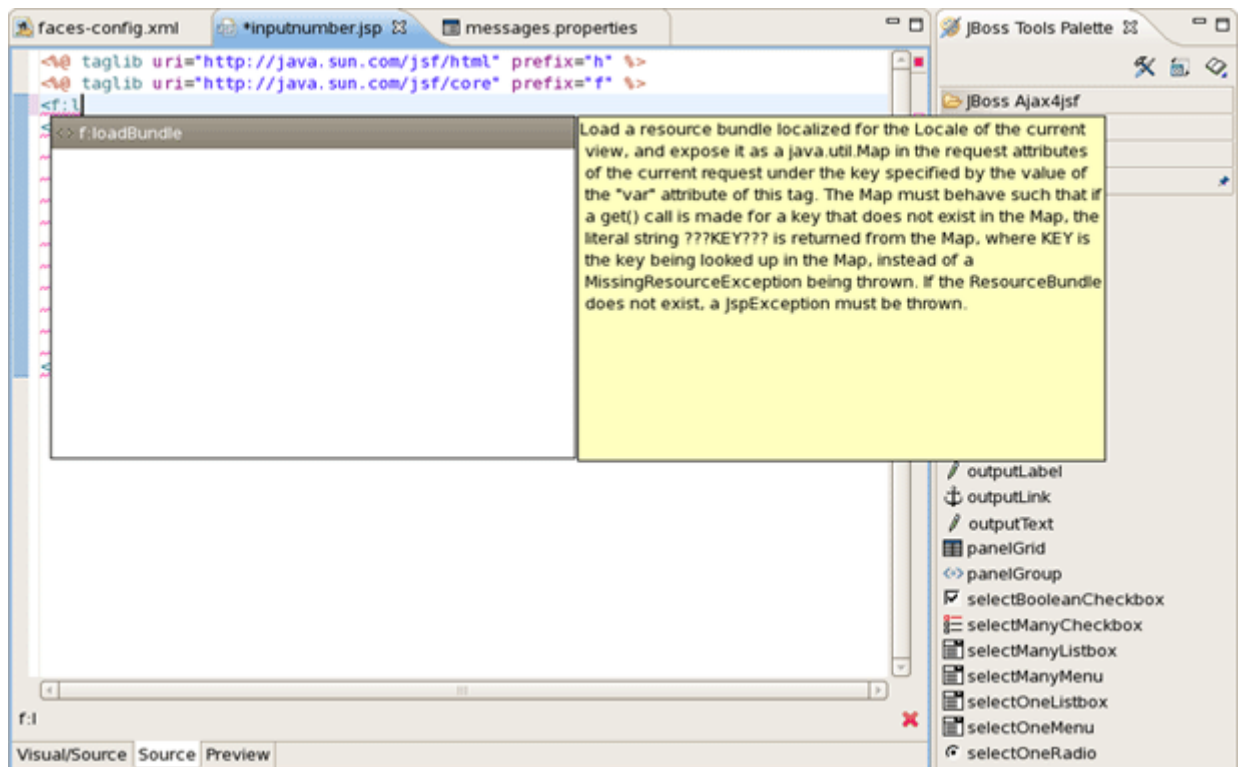 faces-config.xml
*inputnumber.jsp
messages.properties
JBoss Tools Palette
<%@ taglib uri="http://java.sun.com/jsf/html" prefix="h" %>
<%@ taglib uri="http://java.sun.com/jsf/core" prefix="f" %>
<f:l
JBoss Ajax4jsf
f:loadBundle
Load a resource bundle localized for the Locale of the current
view, and expose it as a java.util.Map in the request attributes
of the current request under the key specified by the value of
the "var" attribute of this tag. The Map must behave such that if
a get() call is made for a key that does not exist in the Map, the
literal string ???KEY??? is returned from the Map, where KEY is
the key being looked up in the Map, instead of a
MissingResourceException being thrown. If the ResourceBundle
does not exist, a JspException must be thrown.
outputLabel
outputLink
outputText
panelGrid
panelGroup
selectBooleanCheckbox
selectManyCheckbox
selectManyListbox
selectManyMenu
selectOneListbox
selectOneMenu
selectOneRadio
f:l
Visual/Source Source Preview